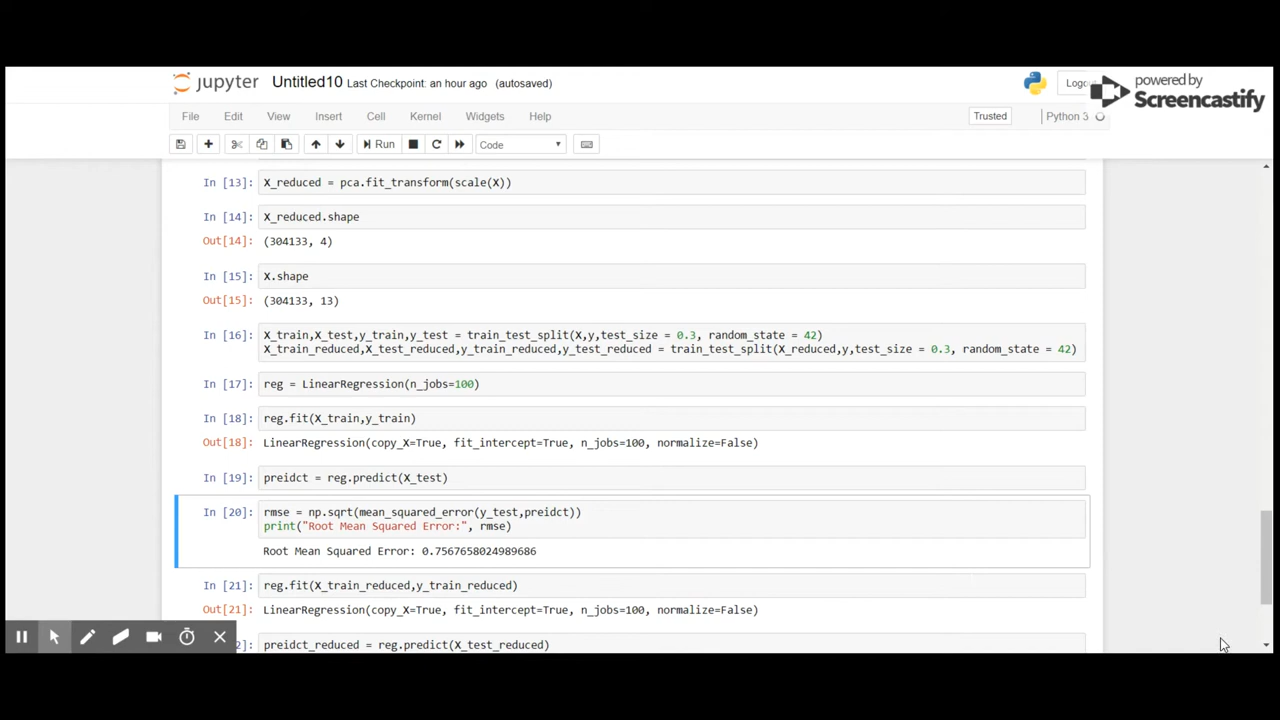 jupyter Untitled10 Last Checkpoint: an hour ago (autosaved)
powered by
Screencastify
File Edit View Insert Cell Kernel Widgets Help
Trusted Python 3
Run Code
In [13]: X_reduced = pca.fit_transform(scale(X))
In [14]: X_reduced.shape
Out[14]: (304133, 4)
In [15]: X.shape
Out[15]: (304133, 13)
In [16]: X_train,X_test,y_train,y_test = train_test_split(X,y,test_size = 0.3, random_state = 42)
X_train_reduced,X_test_reduced,y_train_reduced,y_test_reduced = train_test_split(X_reduced,y,test_size = 0.3, random_state = 42)
In [17]: reg = LinearRegression(n_jobs=100)
In [18]: reg.fit(X_train,y_train)
Out[18]: LinearRegression(copy_X=True, fit_intercept=True, n_jobs=100, normalize=False)
In [19]: preidct = reg.predict(X_test)
In [20]: rmse = np.sqrt(mean_squared_error(y_test,preidct))
print("Root Mean Squared Error:", rmse)
Root Mean Squared Error: 0.7567658024989686
In [21]: reg.fit(X_train_reduced,y_train_reduced)
Out[21]: LinearRegression(copy_X=True, fit_intercept=True, n_jobs=100, normalize=False)
2]: preidct_reduced = reg.predict(X_test_reduced)